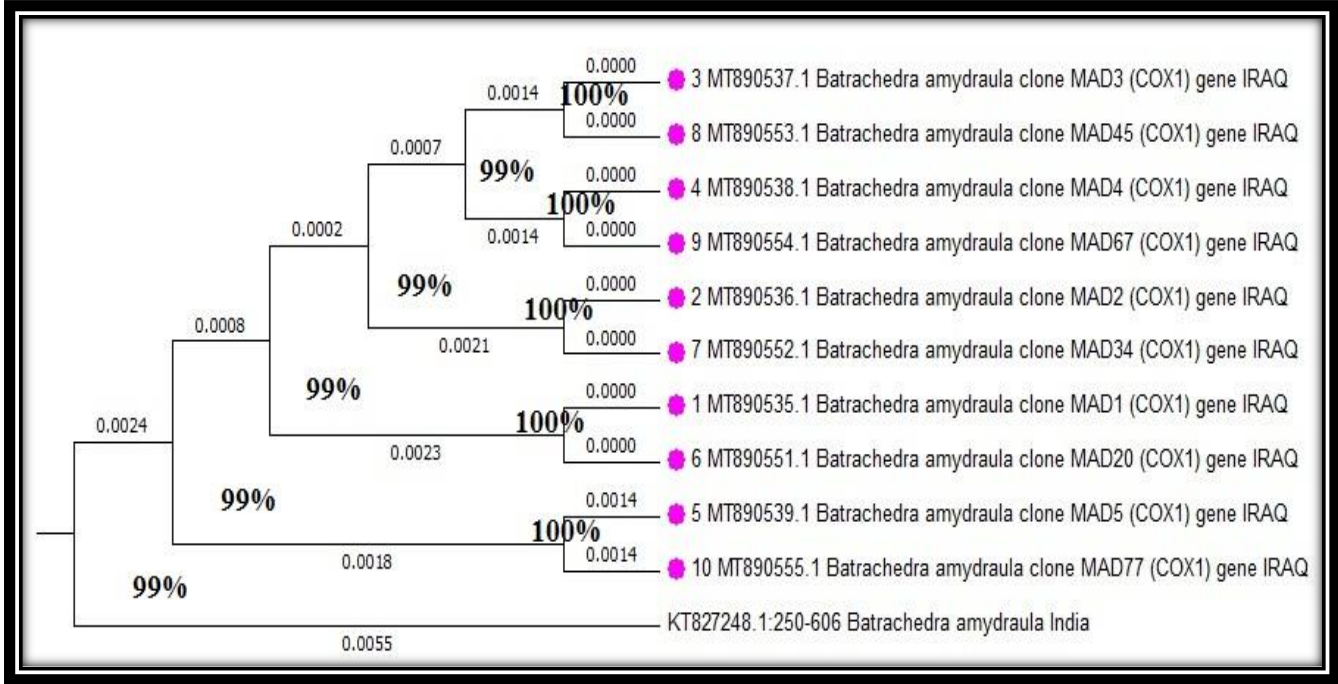 0.0000
3 MT890537.1 Batrachedra amydraula clone MAD3 (COX1) gene IRAQ
0.0014
100%
0.0000
8 MT890553.1 Batrachedra amydraula clone MAD45 (COX1) gene IRAQ
0.0007
99%
0.0000
4 MT890538.1 Batrachedra amydraula clone MAD4 (COX1) gene IRAQ
100%
0.0014
0.0000
9 MT890554.1 Batrachedra amydraula clone MAD67 (COX1) gene IRAQ
0.0002
99%
0.0000
2 MT890536.1 Batrachedra amydraula clone MAD2 (COX1) gene IRAQ
100%
0.0021
0.0000
7 MT890552.1 Batrachedra amydraula clone MAD34 (COX1) gene IRAQ
0.0008
99%
0.0000
1 MT890535.1 Batrachedra amydraula clone MAD1 (COX1) gene IRAQ
100%
0.0023
0.0000
6 MT890551.1 Batrachedra amydraula clone MAD20 (COX1) gene IRAQ
0.0024
99%
0.0014
5 MT890539.1 Batrachedra amydraula clone MAD5 (COX1) gene IRAQ
100%
0.0018
0.0014
10 MT890555.1 Batrachedra amydraula clone MAD77 (COX1) gene IRAQ
99%
KT827248.1:250-606 Batrachedra amydraula India
0.0055